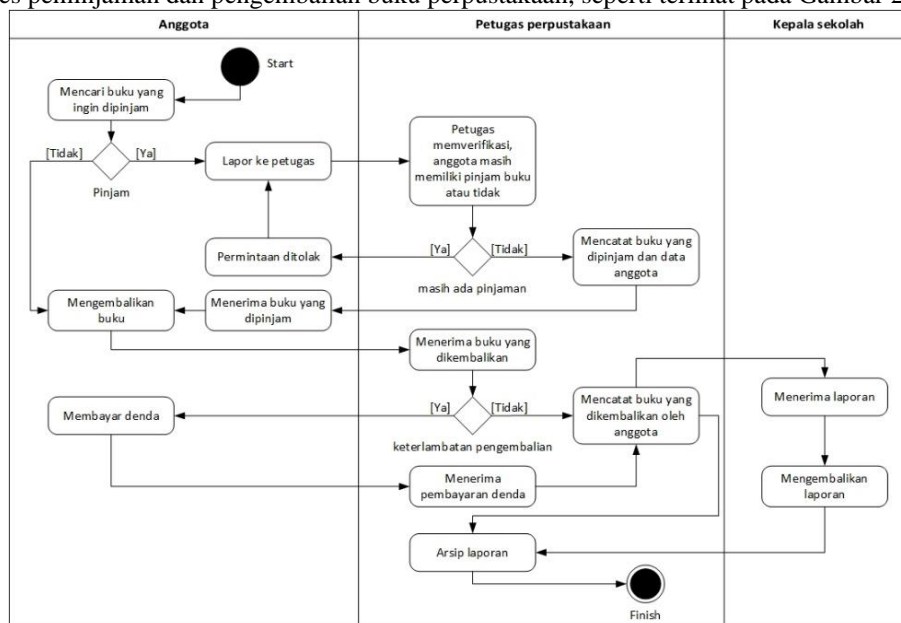 es peminjaman dan pengembalian buku perpustakaan, seperti terlihat pada Gambar 2
Anggota
Petugas perpustakaan
Kepala sekolah
Start
Mencari buku yang
ingin dipinjam
[Tidak]
[Ya]
Pinjam
Lapor ke petugas
Petugas
memverifikasi,
anggota masih
memiliki pinjam buku
atau tidak
Permintaan ditolak
[Ya]
[Tidak]
masih ada pinjaman
Mencatat buku yang
dipinjam dan data
anggota
Mengembalikan
buku
Menerima buku yang
dipinjam
Menerima buku yang
dikembalikan
Membayar denda
[Ya]
[Tidak]
keterlambatan pengembalian
Mencatat buku yang
dikembalikan oleh
anggota
Menerima laporan
Menerima
pembayaran denda
Mengembalikan
laporan
Arsip laporan
Finish